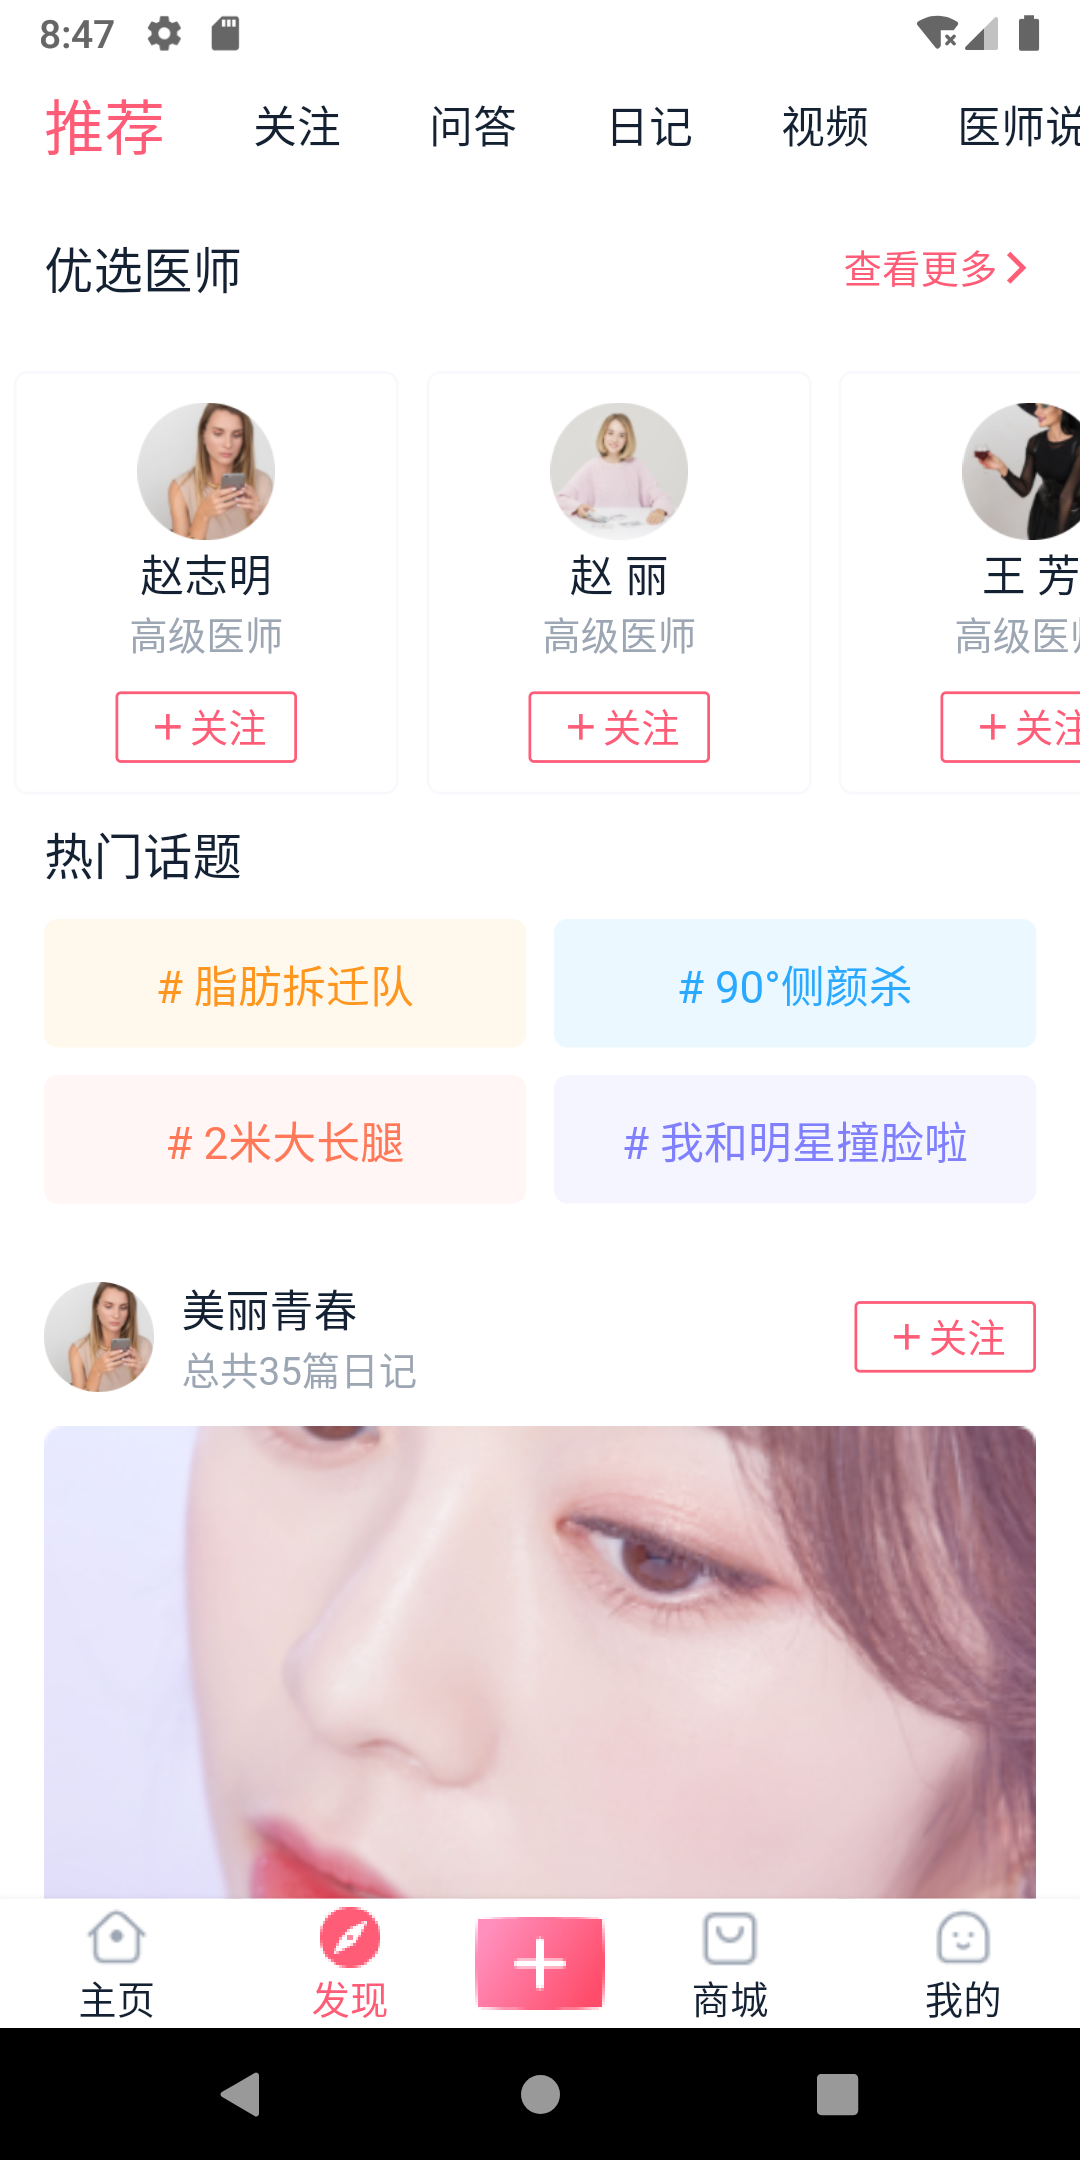 8:47
推荐 关注 问答 日记 视频 医师说
优选医师 查看更多
赵志明 赵 丽 王 芳
高级医师 高级医师 高级医师
+关注 +关注 +关注
热门话题
# 脂肪拆迁队 # 90°侧颜杀
# 2米大长腿 # 我和明星撞脸啦
美丽青春
总共35篇日记
+关注
主页 发现 商城 我的